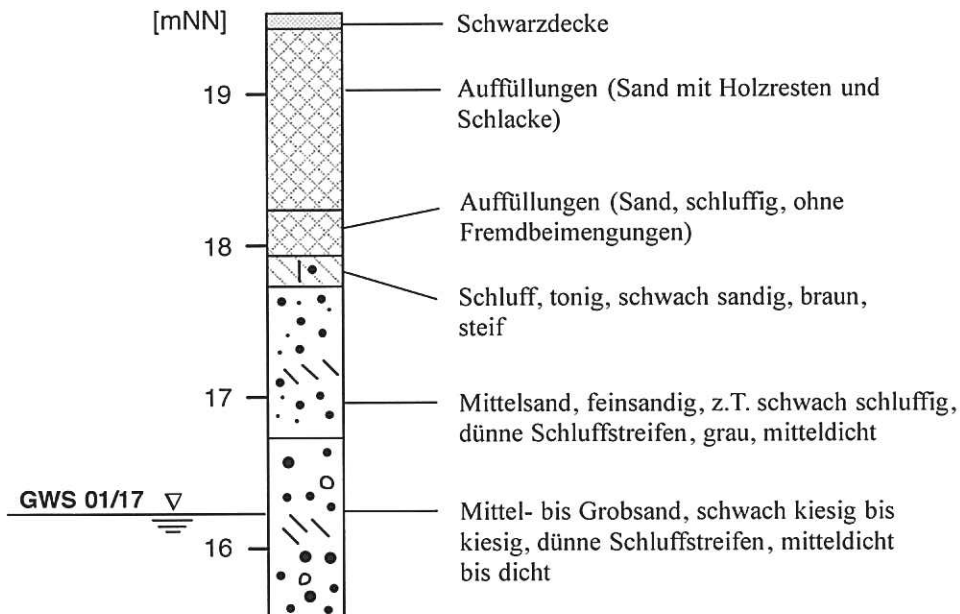 [mNN]
Schwarzdecke
19
Auffüllungen (Sand mit Holzresten und
Schlacke)
Auffüllungen (Sand, schluffig, ohne
Fremdbeimengungen)
18
Schluff, tonig, schwach sandig, braun,
steif
17
Mittelsand, feinsandig, z.T. schwach schluffig,
dünne Schluffstreifen, grau, mitteldicht
GWS 01/17
Mittel- bis Grobsand, schwach kiesig bis
kiesig, dünne Schluffstreifen, mitteldicht
bis dicht
16